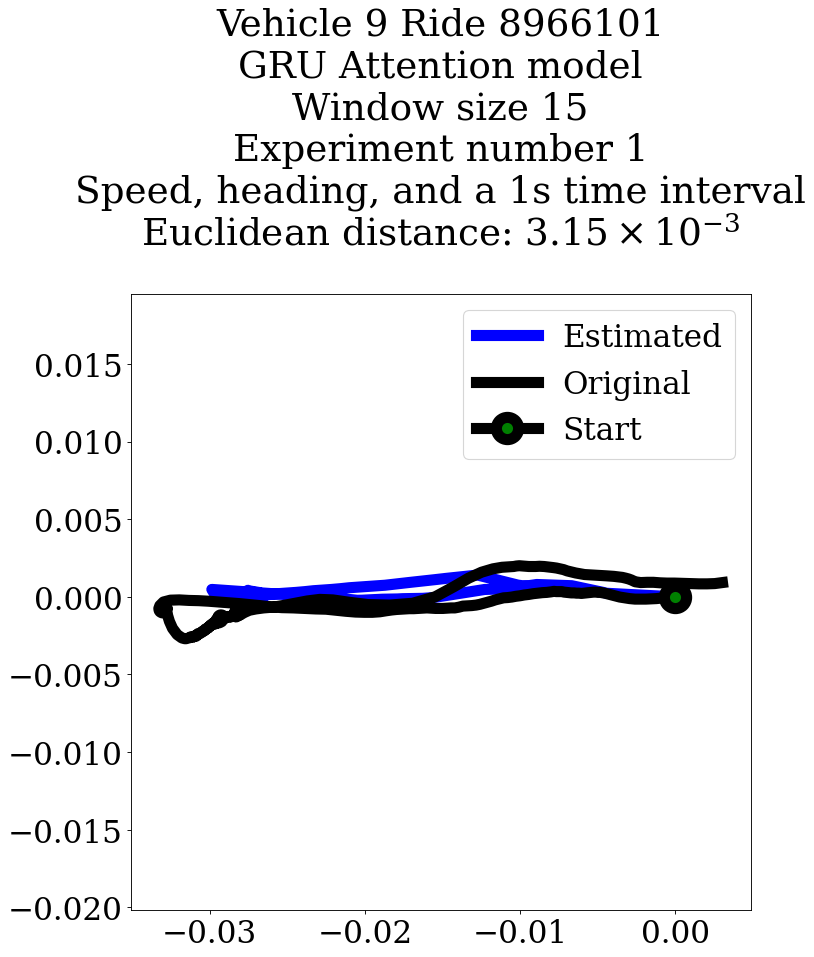 Vehicle 9 Ride 8966101
GRU Attention model
Window size 15
Experiment number 1
Speed, heading, and a 1s time interval
Euclidean distance: 3.15 × 10⁻³
Estimated
Original
Start
0.015
0.010
0.005
0.000
−0.005
−0.010
−0.015
−0.020
−0.03
−0.02
−0.01
0.00